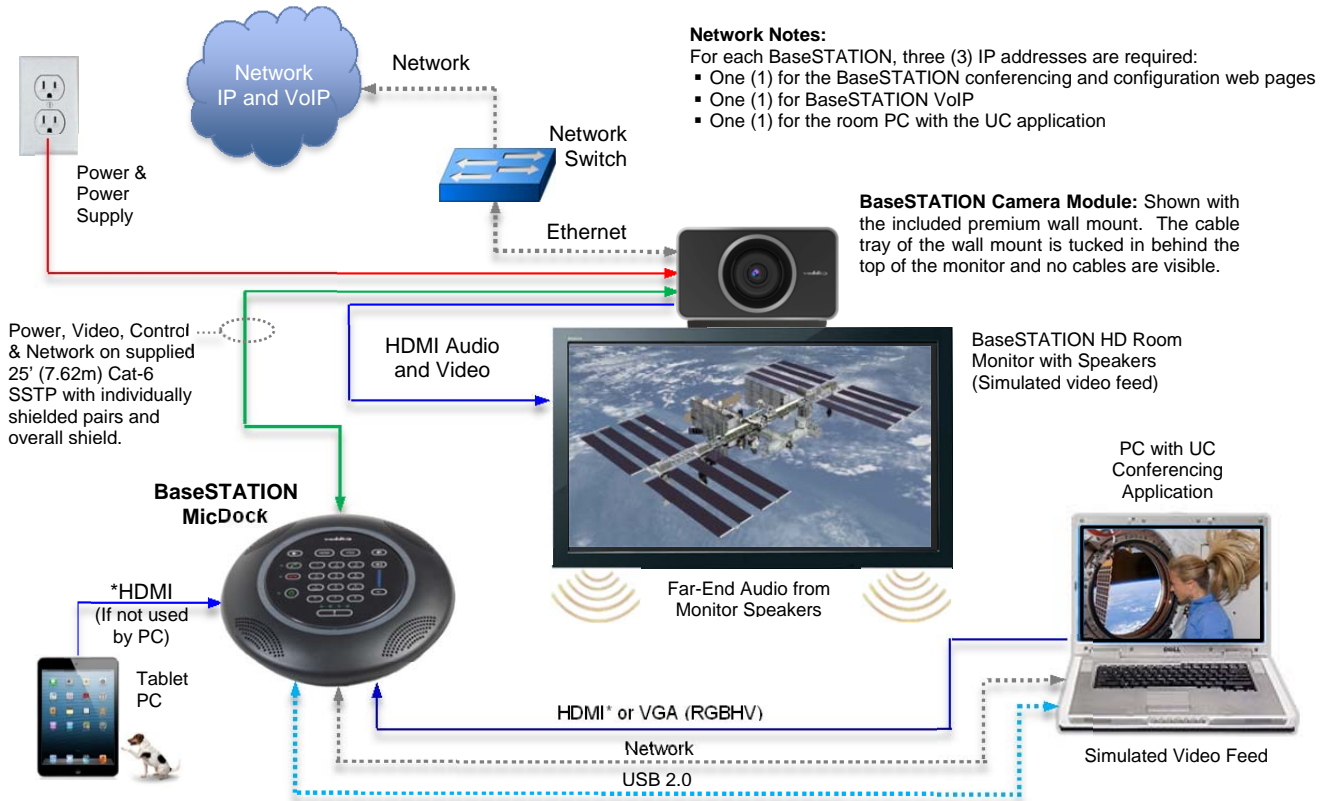 Network Notes:
For each BaseSTATION, three (3) IP addresses are required:
▪ One (1) for the BaseSTATION conferencing and configuration web pages
▪ One (1) for BaseSTATION VoIP
▪ One (1) for the room PC with the UC application
Network
IP and VoIP
Network
Network
Switch
Power &
Power
Supply
Ethernet
BaseSTATION Camera Module: Shown with
the included premium wall mount. The cable
tray of the wall mount is tucked in behind the
top of the monitor and no cables are visible.
Power, Video, Control
& Network on supplied
25' (7.62m) Cat-6
SSTP with individually
shielded pairs and
overall shield.
HDMI Audio
and Video
BaseSTATION HD Room
Monitor with Speakers
(Simulated video feed)
PC with UC
Conferencing
Application
BaseSTATION
MicDock
*HDMI
(If not used
by PC)
Tablet
PC
Far-End Audio from
Monitor Speakers
DELL
HDMI* or VGA (RGBHV)
Network
USB 2.0
Simulated Video Feed